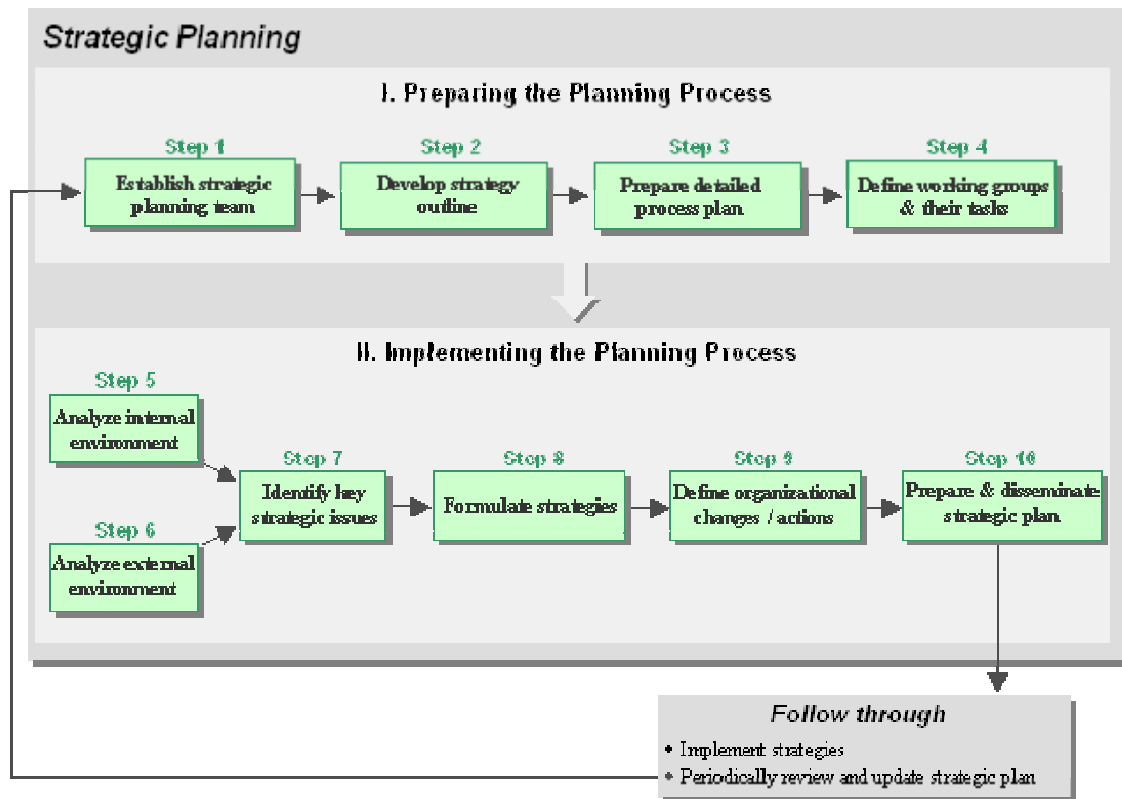 Strategic Planning
I. Preparing the Planning Process
Step 1
Establish strategic
planning team
Step 2
Develop strategy
outline
Step 3
Prepare detailed
process plan
Step 4
Define working groups
& their tasks
II. Implementing the Planning Process
Step 5
Analyze internal
environment
Step 6
Analyze external
environment
Step 7
Identify key
strategic issues
Step 8
Formulate strategies
Step 9
Define organizational
changes / actions
Step 10
Prepare & disseminate
strategic plan
Follow through
• Implement strategies
• Periodically review and update strategic plan